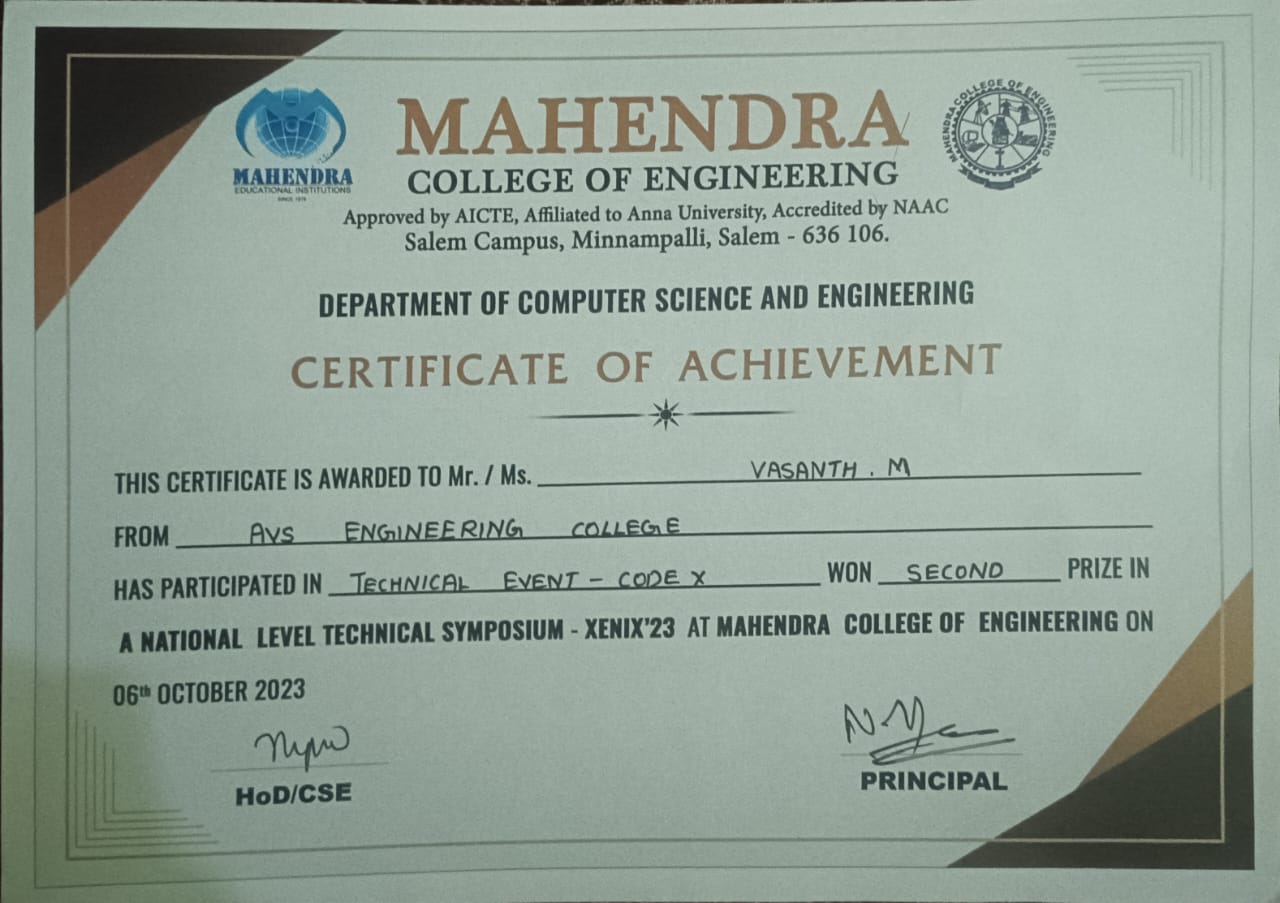 MAHENDRA
EDUCATIONAL INSTITUTIONS
SINCE 1978
MAHENDRA
COLLEGE OF ENGINEERING
MAHENDRA COLLEGE OF ENGINEERING
Approved by AICTE, Affiliated to Anna University, Accredited by NAAC
Salem Campus, Minnampalli, Salem - 636 106.
DEPARTMENT OF COMPUTER SCIENCE AND ENGINEERING
CERTIFICATE OF ACHIEVEMENT
THIS CERTIFICATE IS AWARDED TO Mr. / Ms. VASANTH . M
FROM AVS ENGINEERING COLLEGE
HAS PARTICIPATED IN TECHNICAL EVENT - CODE X WON SECOND PRIZE IN
A NATIONAL LEVEL TECHNICAL SYMPOSIUM - XENIX'23 AT MAHENDRA COLLEGE OF ENGINEERING ON
06th OCTOBER 2023
HoD/CSE
PRINCIPAL